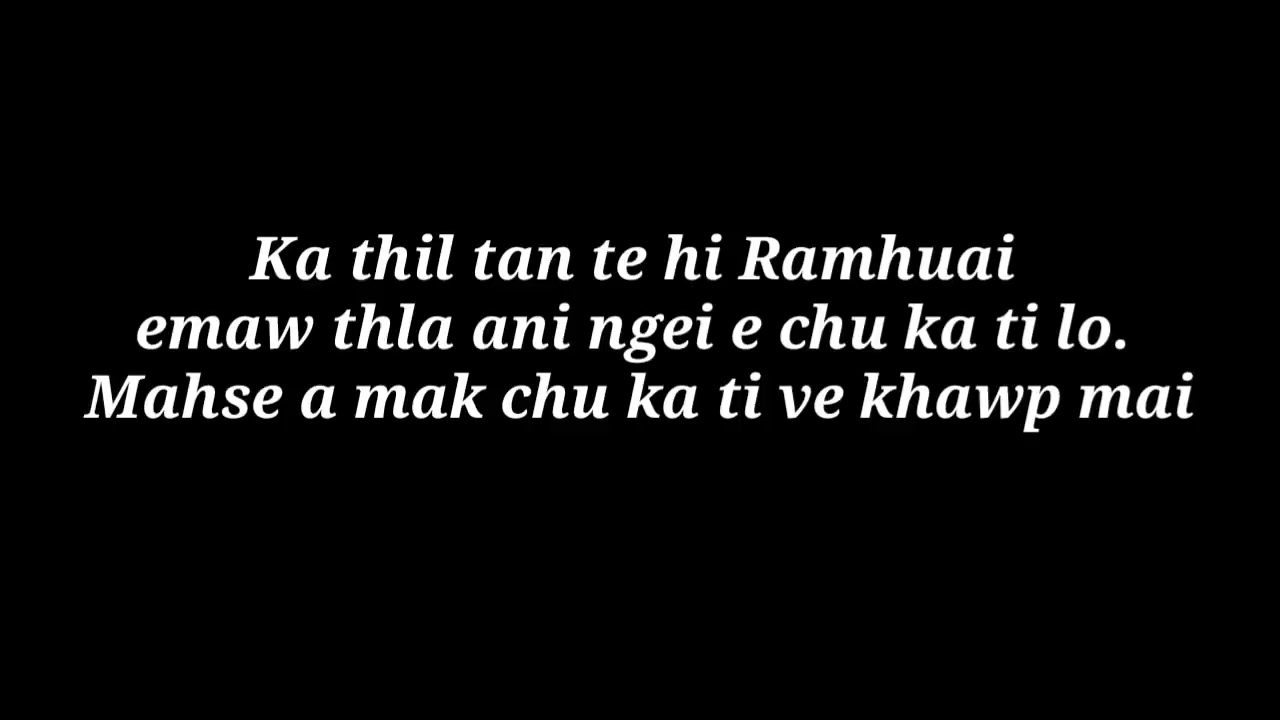 Ka thil tan te hi Ramhuai
emaw thla ani ngei e chu ka ti lo.
Mahse a mak chu ka ti ve khawp mai